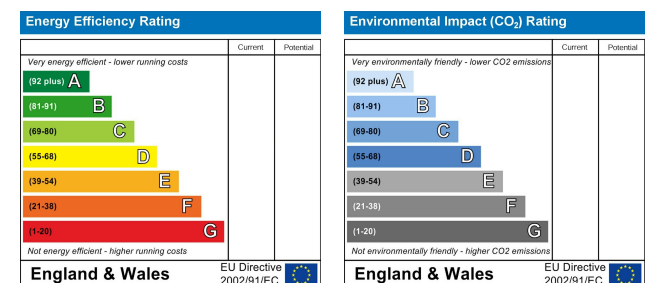 Energy Efficiency Rating
Current Potential
Very energy efficient - lower running costs
(92 plus) A
(81-91) B
(69-80) C
(55-68) D
(39-54) E
(21-38) F
(1-20) G
Not energy efficient - higher running costs
England & Wales
EU Directive
2002/91/EC
Environmental Impact (CO₂) Rating
Current Potential
Very environmentally friendly - lower CO2 emissions
(92 plus) A
(81-91) B
(69-80) C
(55-68) D
(39-54) E
(21-38) F
(1-20) G
Not environmentally friendly - higher CO2 emissions
England & Wales
EU Directive
2002/91/EC